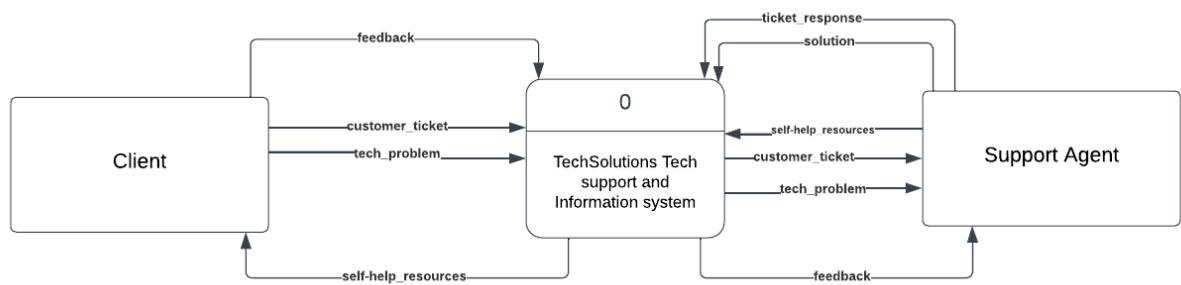 ticket_response
feedback
solution
0
customer_ticket
self-help_resources
tech_problem
customer_ticket
Client
TechSolutions Tech
support and
Information system
Support Agent
tech_problem
self-help_resources
feedback